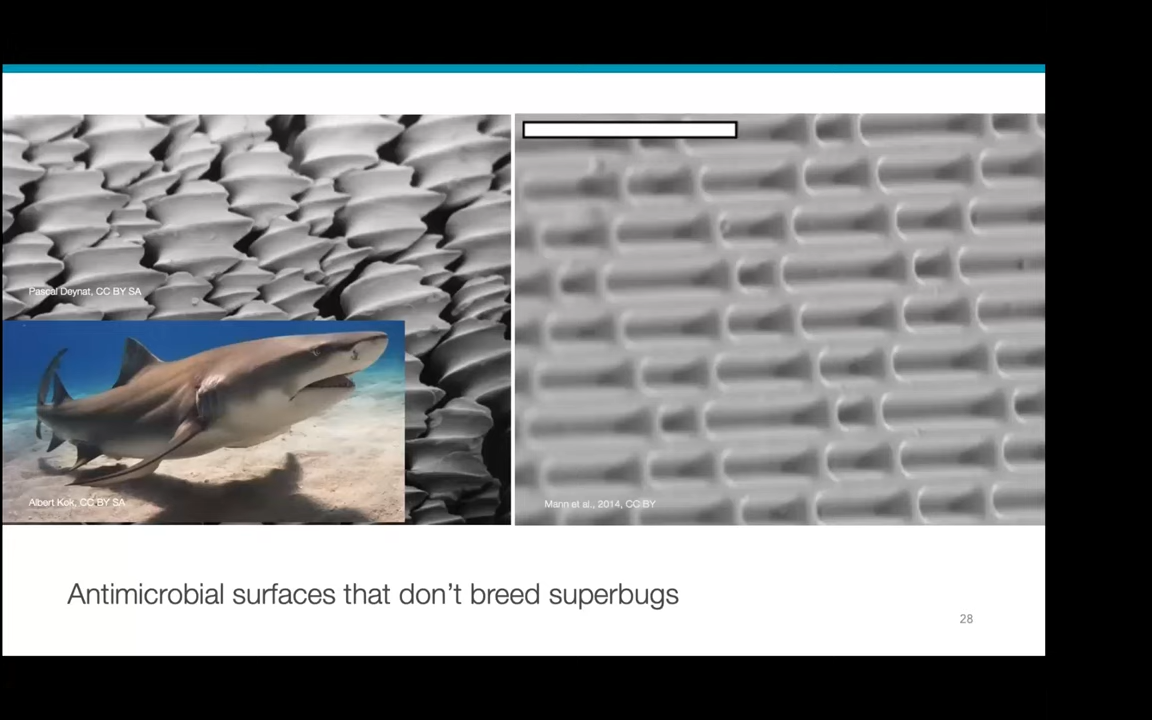 Pascal Deynat, CC BY SA
Albert Kok, CC BY SA
Mann et al., 2014, CC BY
Antimicrobial surfaces that don’t breed superbugs
28